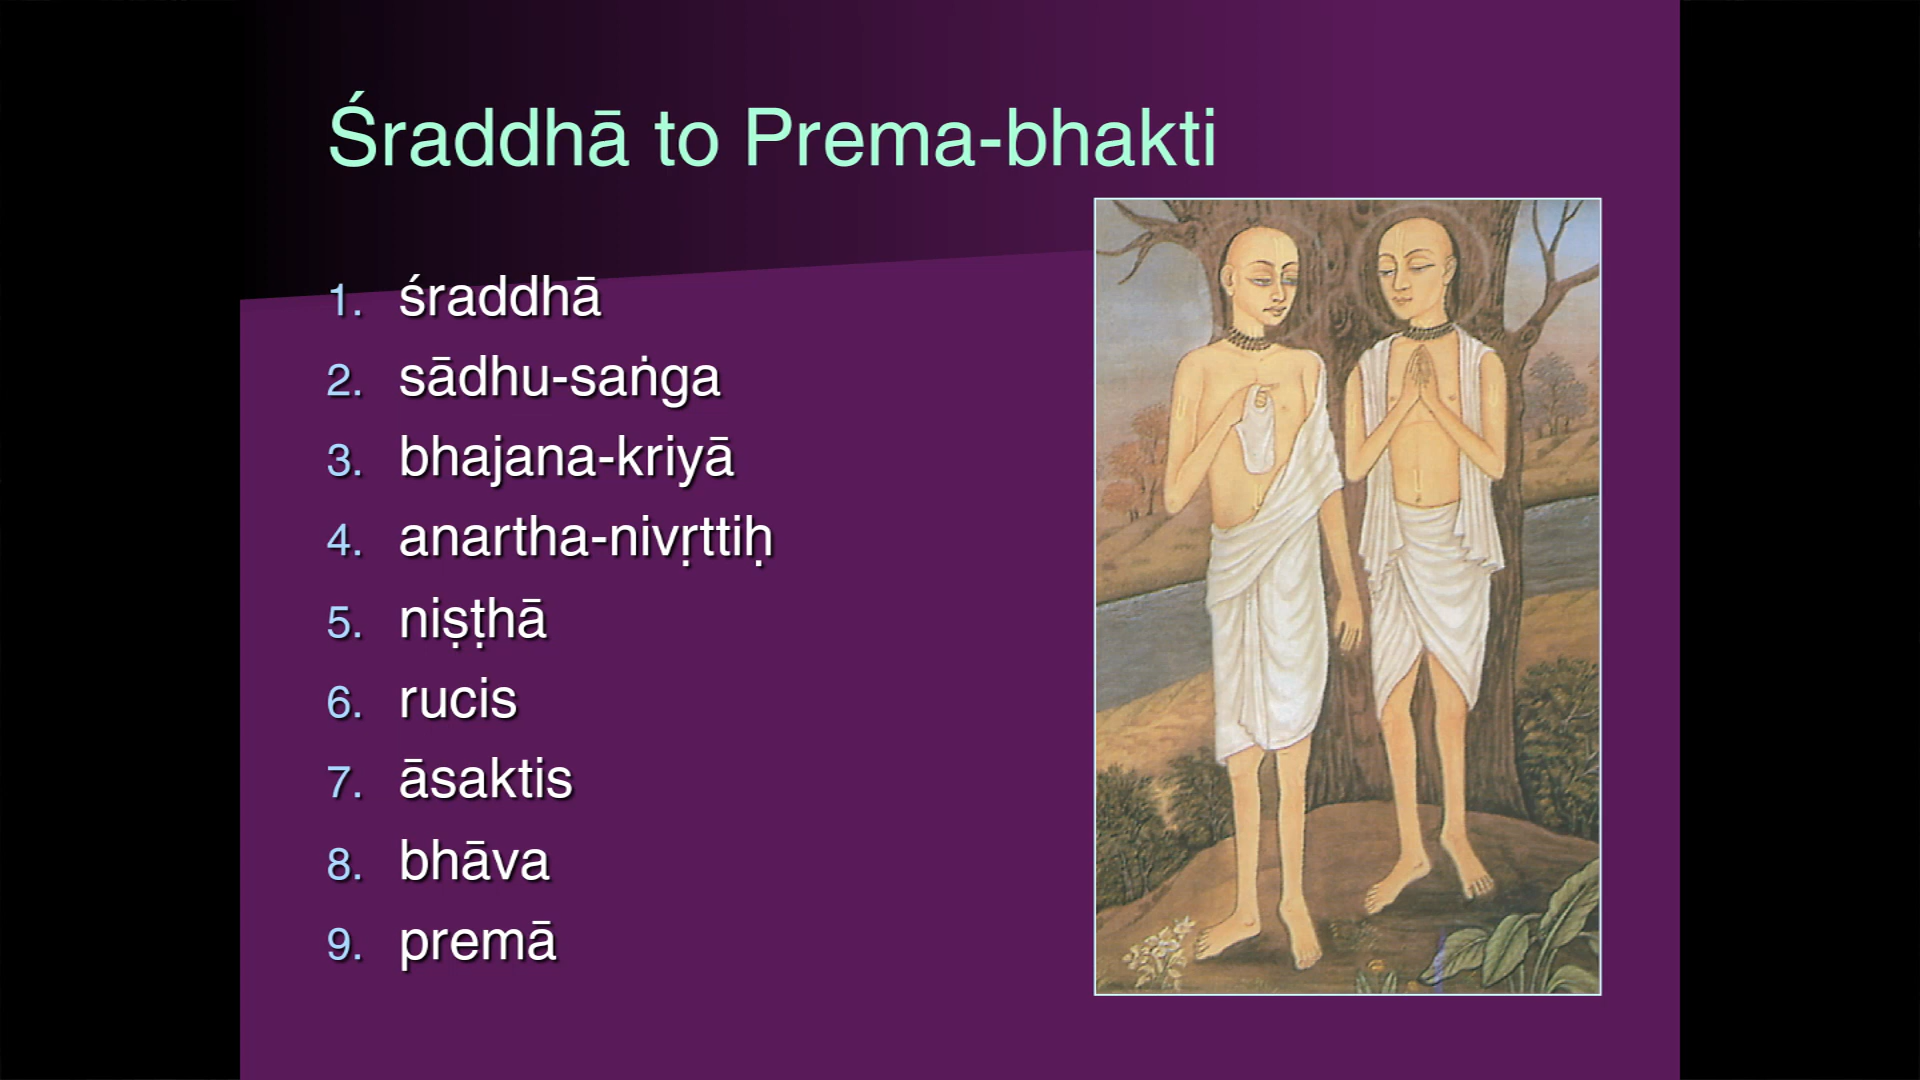 Śraddhā to Prema-bhakti
1. śraddhā
2. sādhu-saṅga
3. bhajana-kriyā
4. anartha-nivṛttiḥ
5. niṣṭhā
6. rucis
7. āsaktis
8. bhāva
9. premā